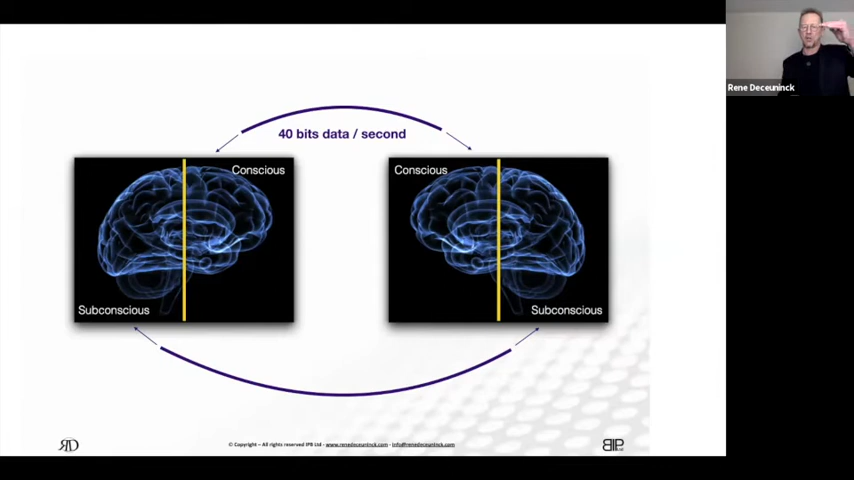 Rene Deceuninck
40 bits data / second
Conscious
Conscious
Subconscious
Subconscious
RD
© Copyright – All rights reserved IPB Ltd - www.renedeceuninck.com - info@renedeceuninck.com